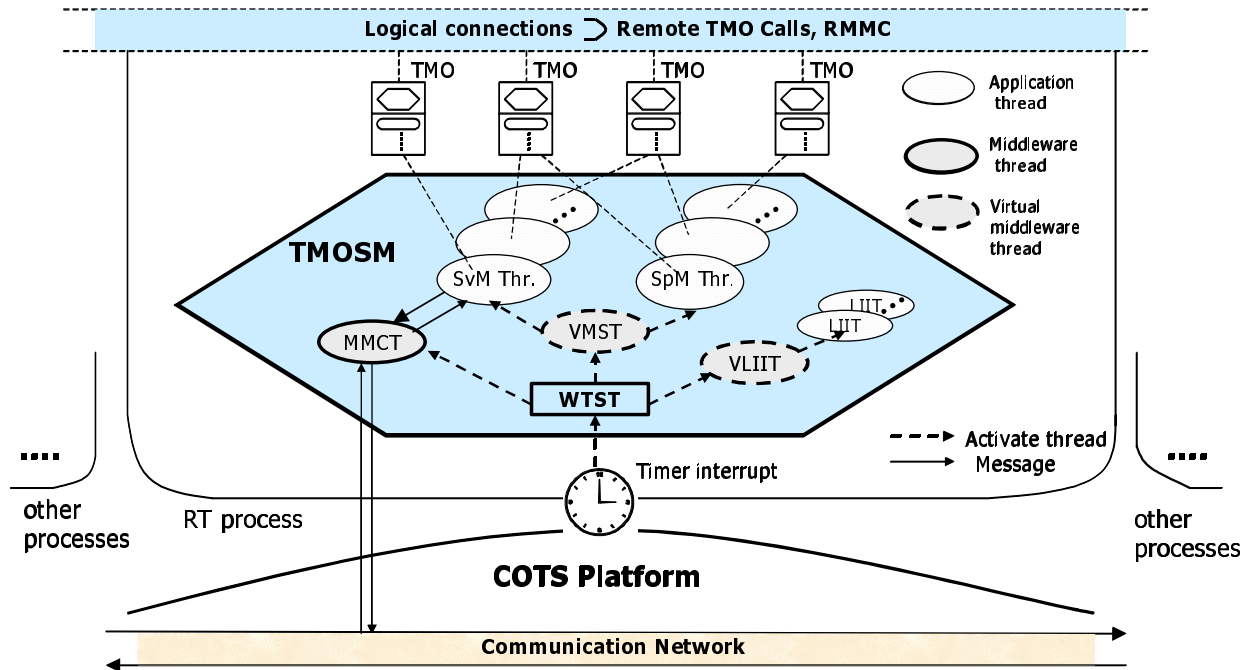 Logical connections ⊃ Remote TMO Calls, RMMC
TMO
TMO
TMO
TMO
Application
thread
Middleware
thread
Virtual
middleware
thread
TMOSM
SvM Thr.
SpM Thr.
LIIT
LIIT
MMCT
VMST
VLIIT
WTST
Activate thread
Message
Timer interrupt
other
processes
RT process
other
processes
COTS Platform
Communication Network